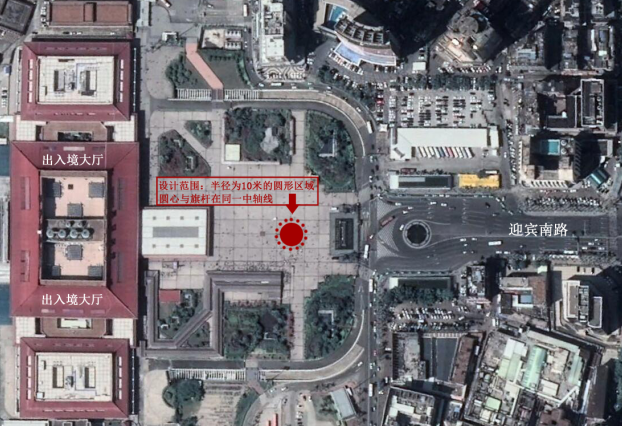 出入境大厅
设计范围：半径为10米的圆形区域
圆心与旗杆在同一中轴线
迎宾南路
出入境大厅